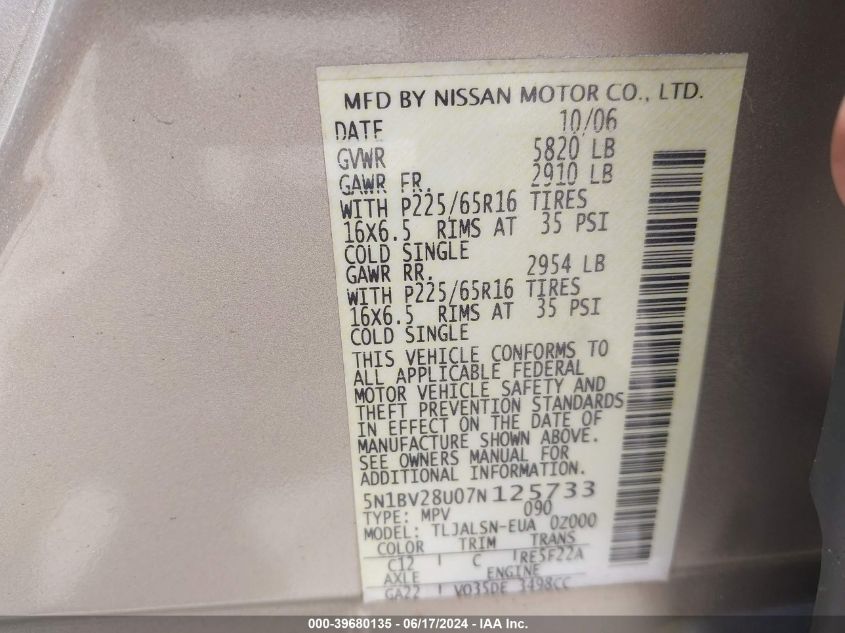 MFD BY NISSAN MOTOR CO., LTD.
DATE 10/06
GVWR 5820 LB
GAWR FR. 2910 LB
WITH P225/65R16 TIRES
16X6.5 RIMS AT 35 PSI
COLD SINGLE
GAWR RR. 2954 LB
WITH P225/65R16 TIRES
16X6.5 RIMS AT 35 PSI
COLD SINGLE
THIS VEHICLE CONFORMS TO
ALL APPLICABLE FEDERAL
MOTOR VEHICLE SAFETY AND
THEFT PREVENTION STANDARDS
IN EFFECT ON THE DATE OF
MANUFACTURE SHOWN ABOVE.
SEE OWNERS MANUAL FOR
ADDITIONAL INFORMATION.
5N1BV28U07N125733
TYPE: MPV 090
MODEL: TLJALSN-EUA 0Z000
COLOR TRIM TRANS
C12 C RE5F22A
AXLE ENGINE
GA22 VQ35DE 3498CC
000-39680135 - 06/17/2024 - IAA, Inc.